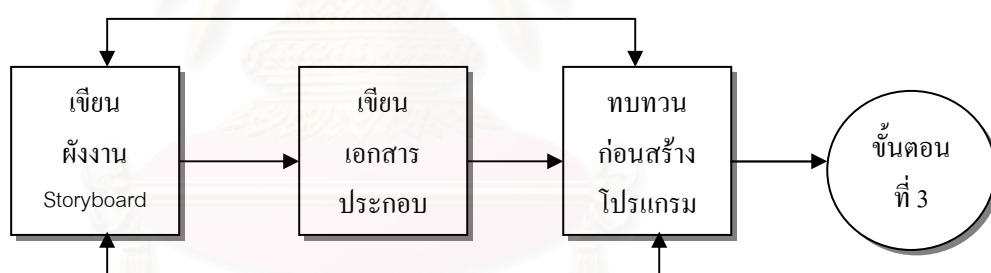 เขียน
ผังงาน
Storyboard
เขียน
เอกสาร
ประกอบ
ทบทวน
ก่อนสร้าง
โปรแกรม
ขั้นตอน
ที่ 3